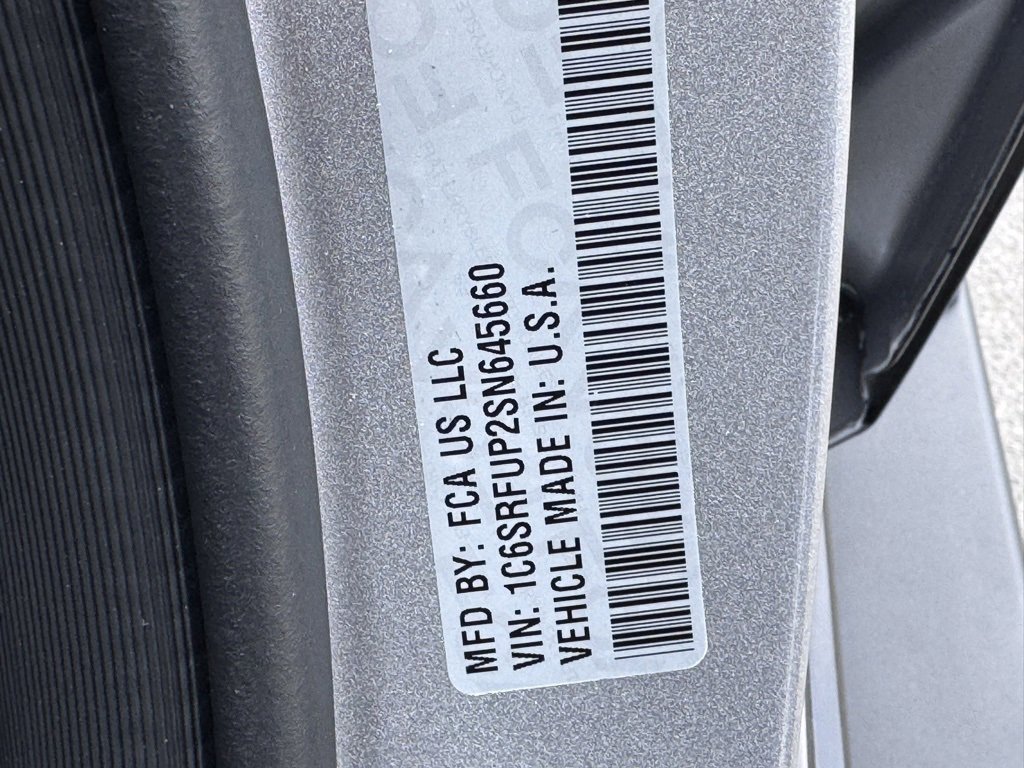 MFD BY: FCA US LLC
VIN: 1C6SRFUP2SN645660
VEHICLE MADE IN: U.S.A.